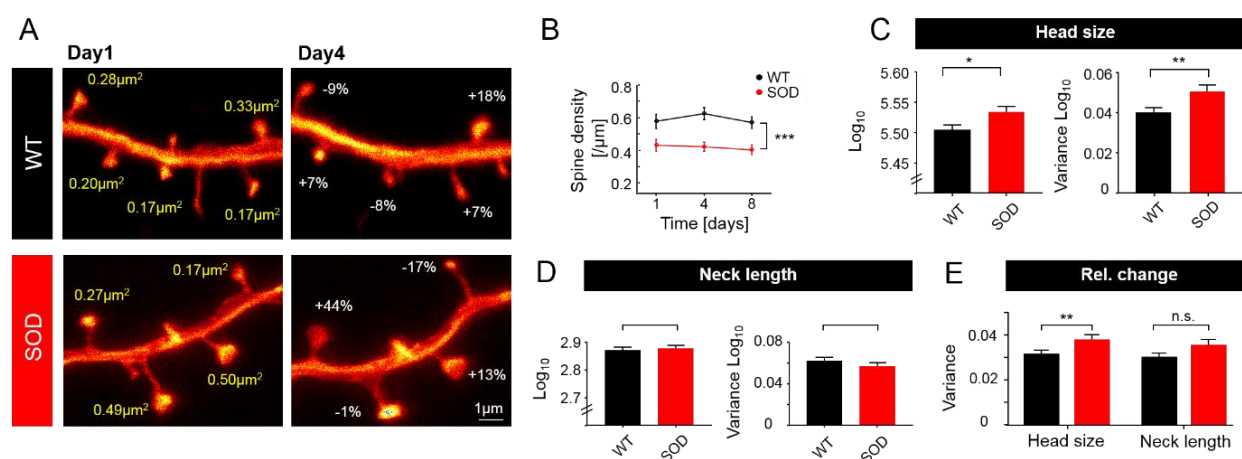 A
Day1
Day4
WT
0.28µm²
0.33µm²
0.20µm²
0.17µm²
0.17µm²
-9%
+18%
+7%
-8%
+7%
SOD
0.17µm²
0.27µm²
0.50µm²
0.49µm²
-17%
+44%
+13%
-1%
1µm
B
WT
SOD
Spine density
[/µm]
0.8
0.6
0.4
0.2
***
1 4 8
Time [days]
C
Head size
Log₁₀
5.60
5.55
5.50
5.45
*
WT
SOD
Variance Log₁₀
0.06
0.04
0.02
0
**
WT
SOD
D
Neck length
Log₁₀
2.9
2.8
2.7
WT
SOD
Variance Log₁₀
0.08
0.04
0
WT
SOD
E
Rel. change
Variance
0.04
0.04
0
**
n.s.
Head size
Neck length